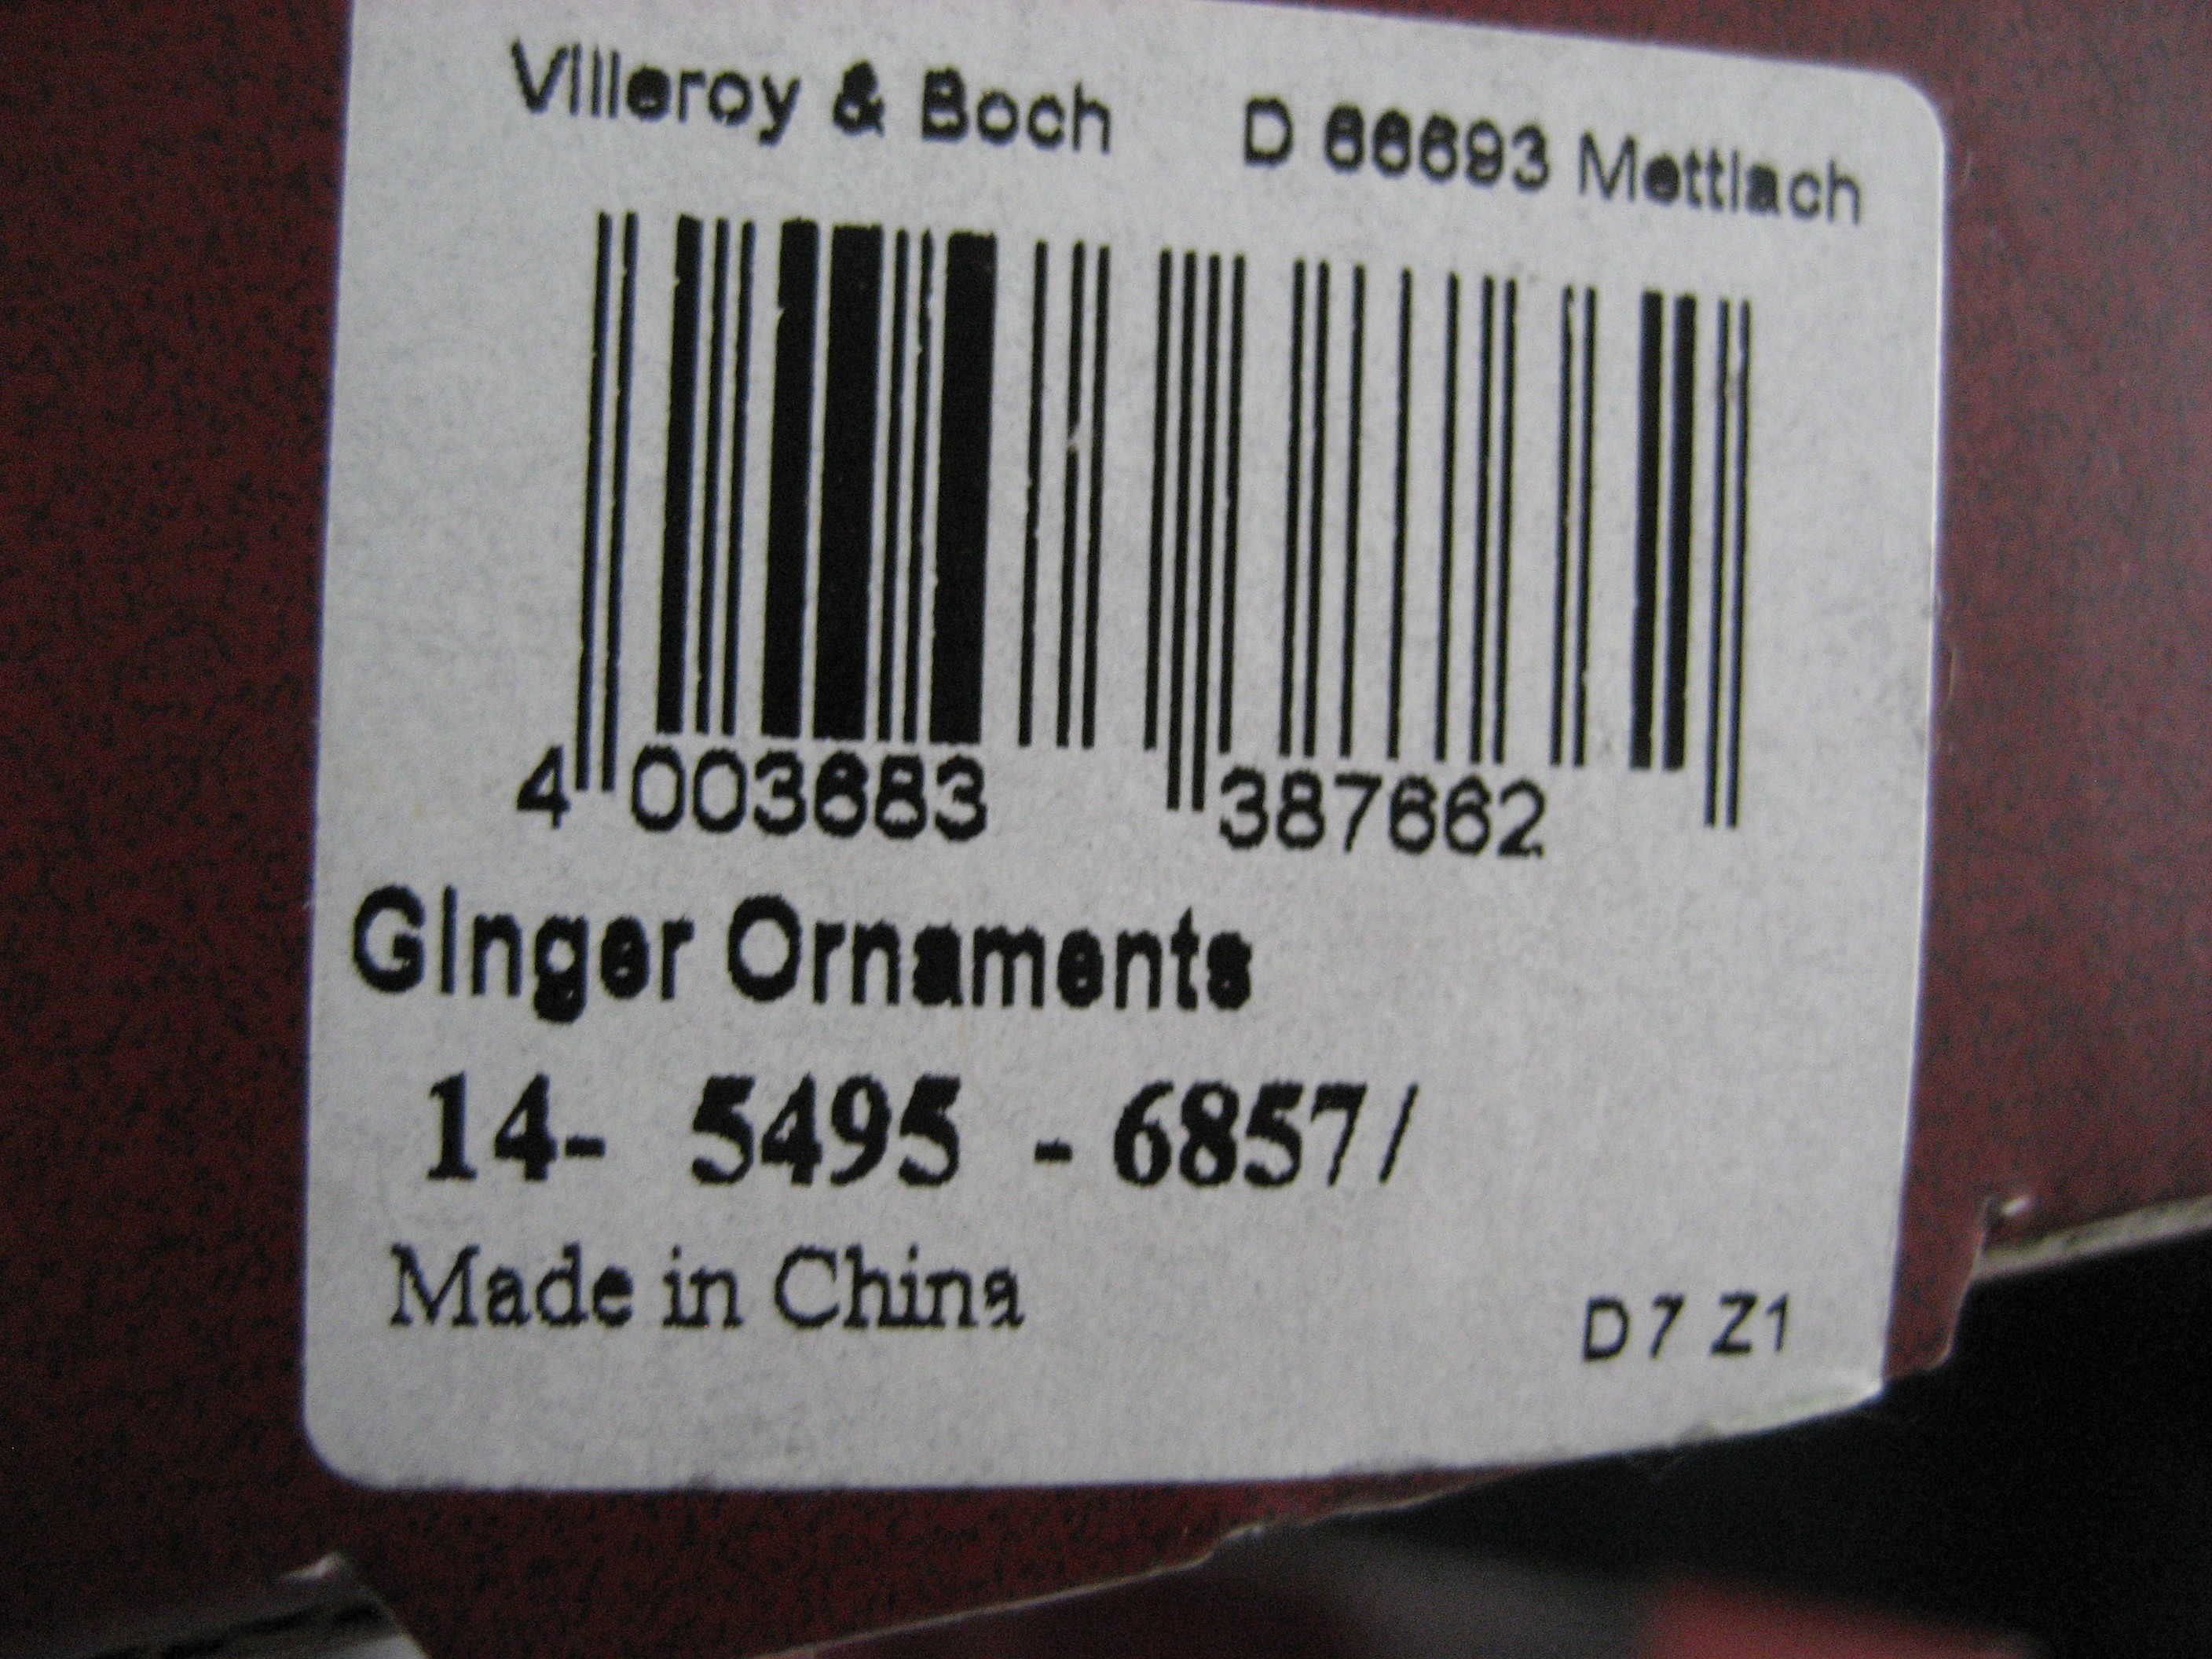 Villeroy & Boch D 66693 Mettlach
4 003683 387662
Ginger Ornaments
14- 5495 - 6857/
Made in China
D 7 Z1